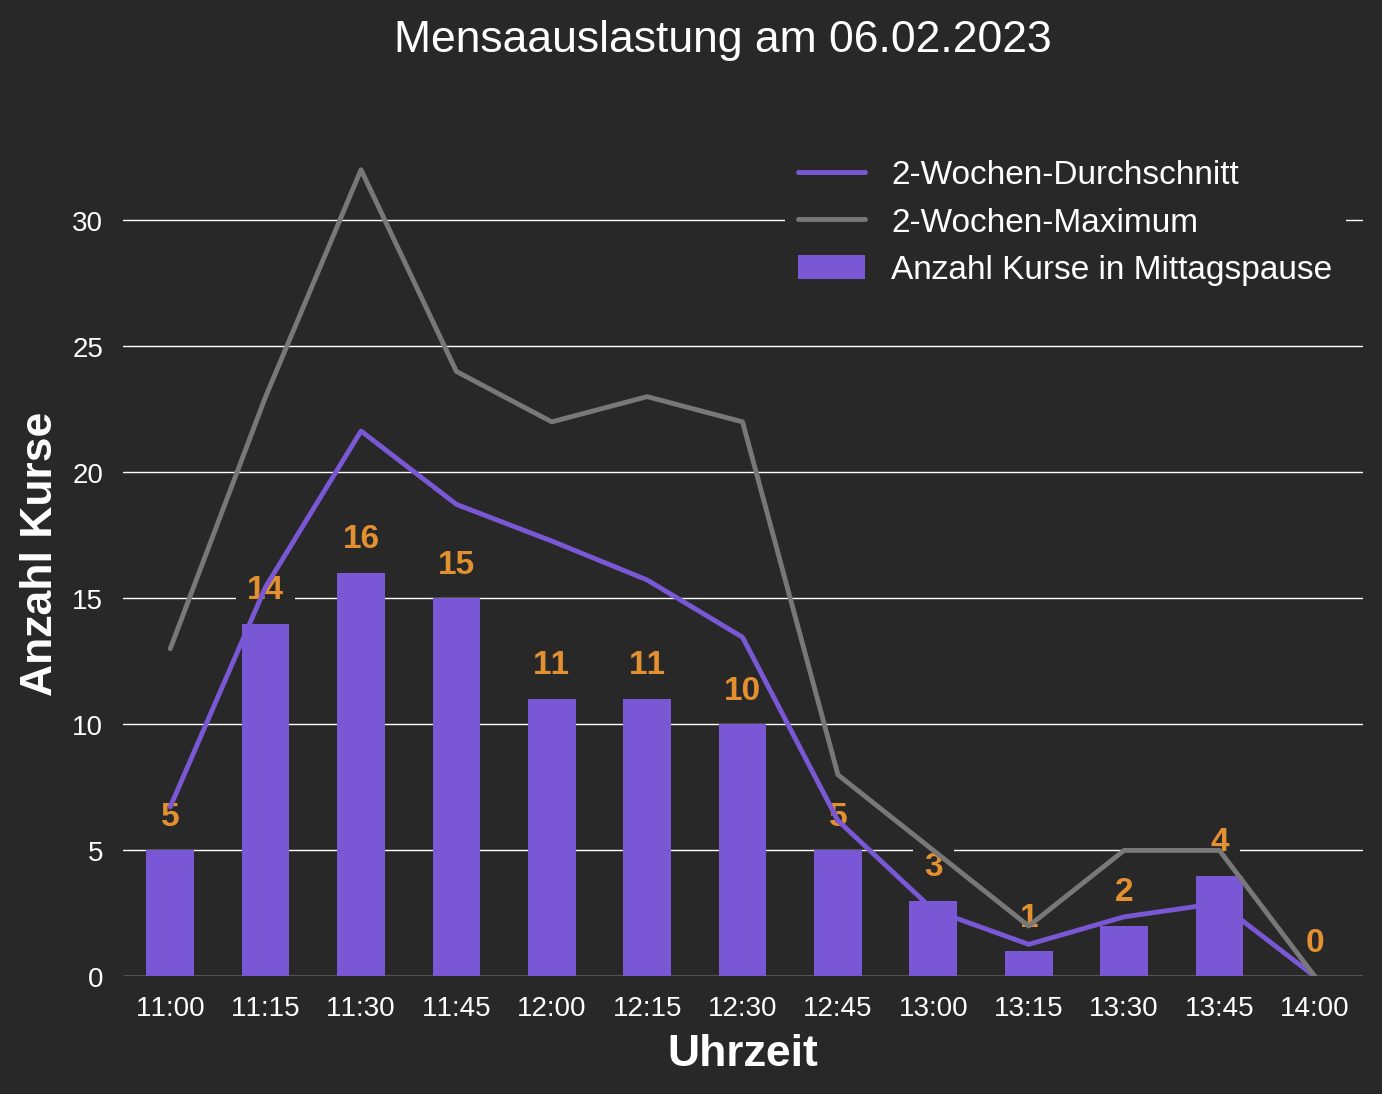 Mensaauslastung am 06.02.2023
2-Wochen-Durchschnitt
2-Wochen-Maximum
Anzahl Kurse in Mittagspause
Anzahl Kurse
30
25
20
15
10
5
0
5
14
16
15
11
11
10
5
3
1
2
4
0
11:00 11:15 11:30 11:45 12:00 12:15 12:30 12:45 13:00 13:15 13:30 13:45 14:00
Uhrzeit